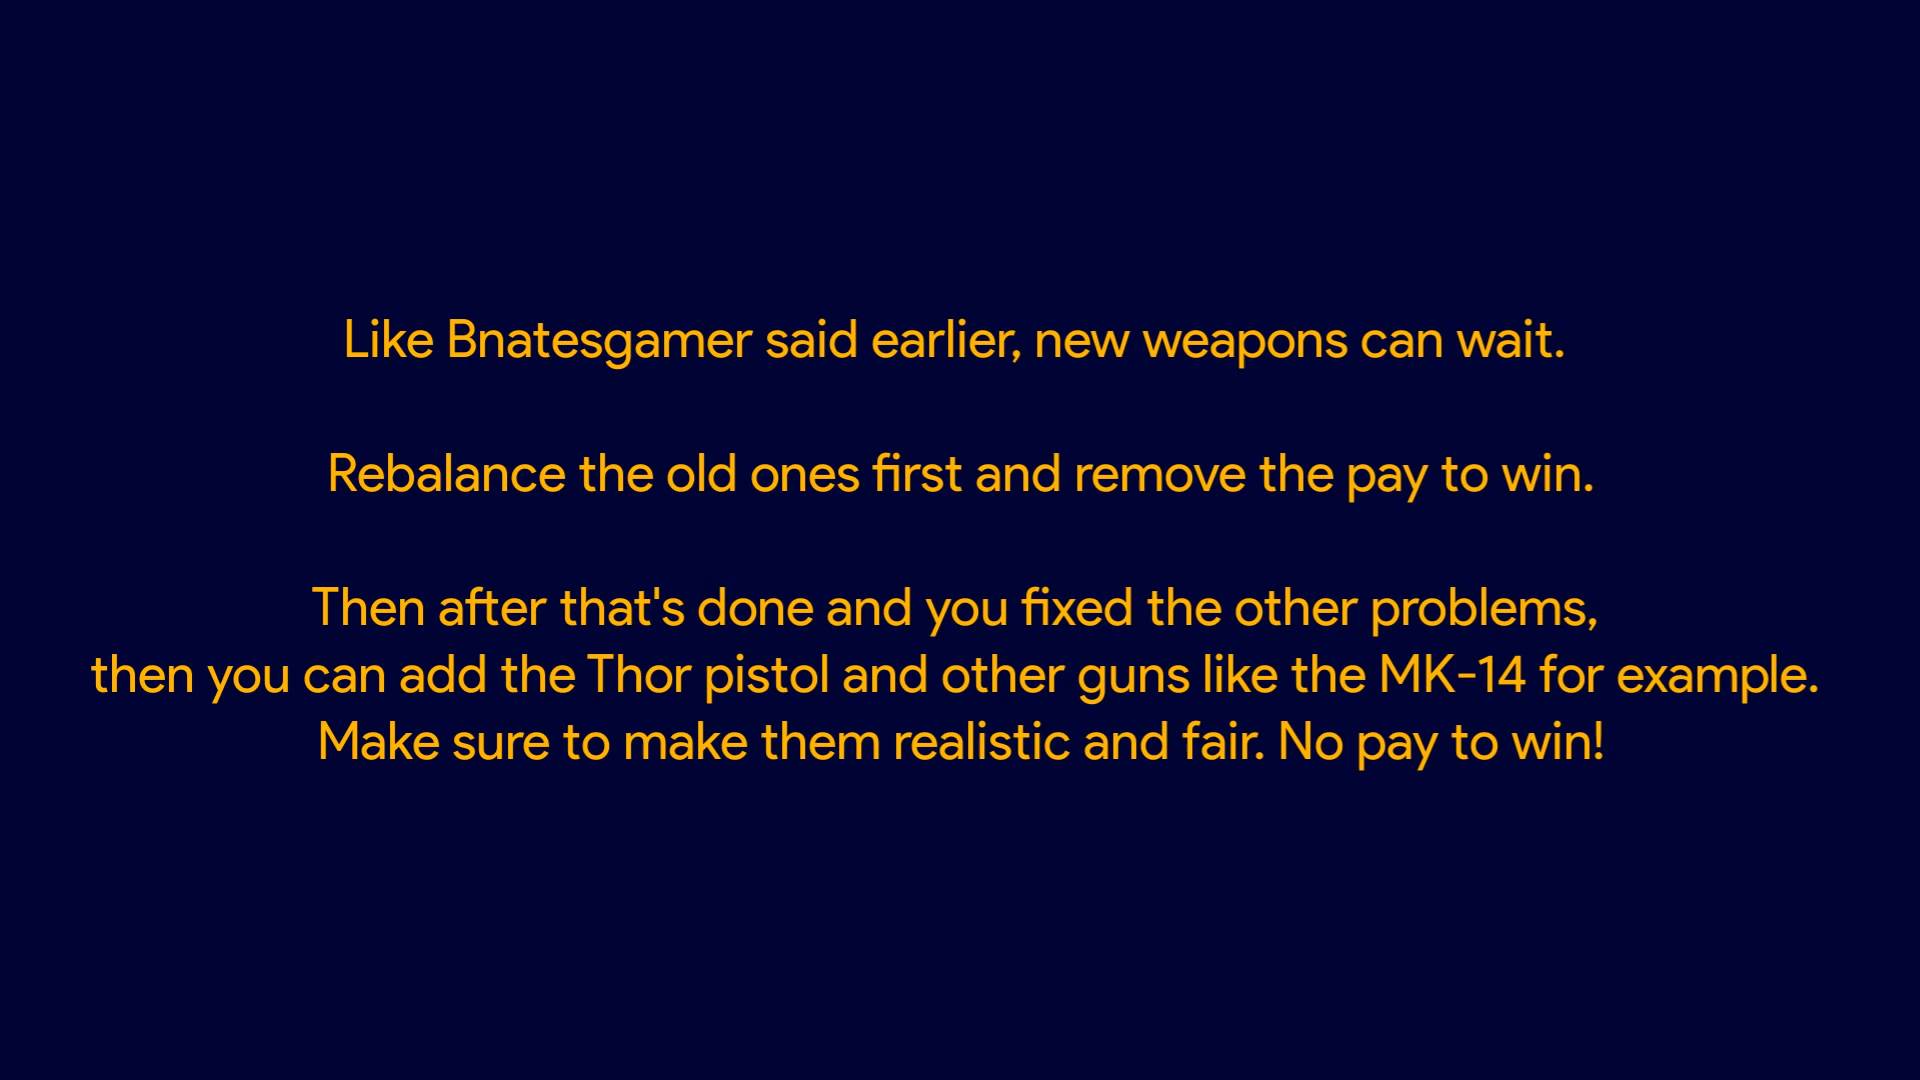 Like Bnatesgamer said earlier, new weapons can wait.
Rebalance the old ones first and remove the pay to win.
Then after that's done and you fixed the other problems,
then you can add the Thor pistol and other guns like the MK-14 for example.
Make sure to make them realistic and fair. No pay to win!